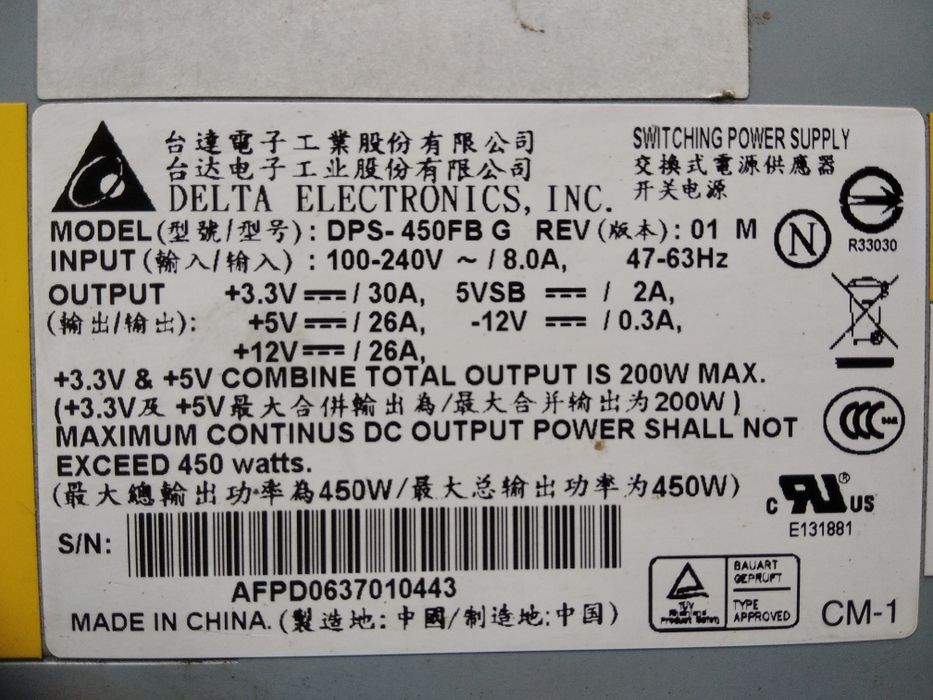 台達電子工業股份有限公司
台达电子工业股份有限公司
DELTA ELECTRONICS, INC.
SWITCHING POWER SUPPLY
交換式電源供應器
开关电源
MODEL (型號/型号) : DPS- 450FB G REV (版本) : 01 M
INPUT (輸入/输入) : 100-240V ~ / 8.0A, 47-63Hz
N
R33030
OUTPUT +3.3V ⎓ / 30A, 5VSB ⎓ / 2A,
(輸出/输出): +5V ⎓ / 26A, -12V ⎓ / 0.3A,
+12V ⎓ / 26A,
+3.3V & +5V COMBINE TOTAL OUTPUT IS 200W MAX.
(+3.3V及 +5V最大合併輸出為/最大合并输出为200W)
MAXIMUM CONTINUS DC OUTPUT POWER SHALL NOT
EXCEED 450 watts.
(最大總輸出功率為450W/最大总输出功率为450W)
CCC
c RU ® US
E131881
S/N:
AFPD0637010443
MADE IN CHINA. (製造地: 中國/制造地: 中国)
TÜV
Rheinland
Product Safety
BAUART
GEPRÜFT
TYPE
APPROVED
CM-1